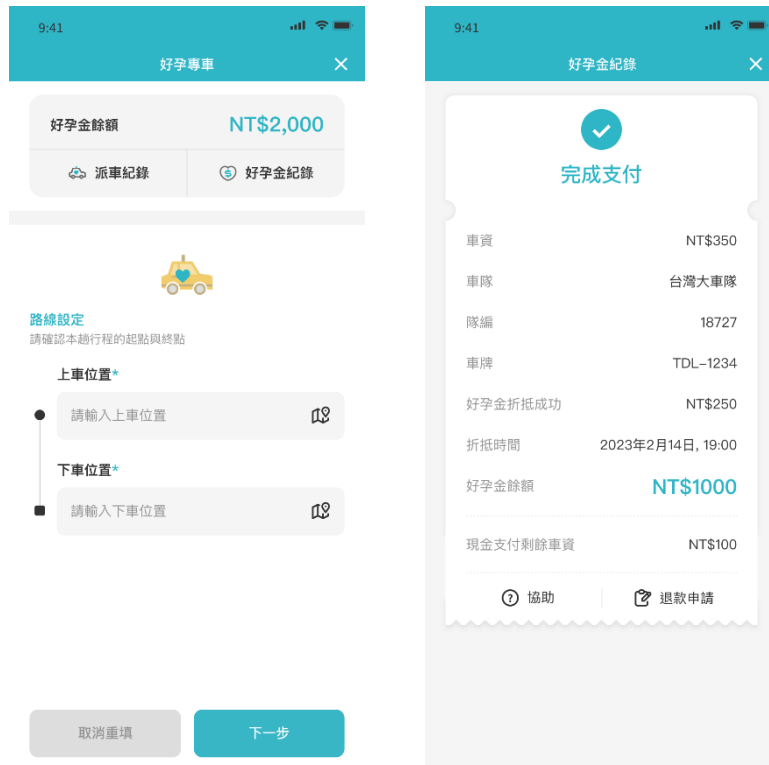 9:41
好孕專車
好孕金餘額
NT$2,000
派車紀錄
好孕金紀錄
路線設定
請確認本趟行程的起點與終點
上車位置*
請輸入上車位置
下車位置*
請輸入下車位置
取消重填
下一步
9:41
好孕金紀錄
完成支付
車資 NT$350
車隊 台灣大車隊
隊編 18727
車牌 TDL-1234
好孕金折抵成功 NT$250
折抵時間 2023年2月14日, 19:00
好孕金餘額 NT$1000
現金支付剩餘車資 NT$100
協助
退款申請